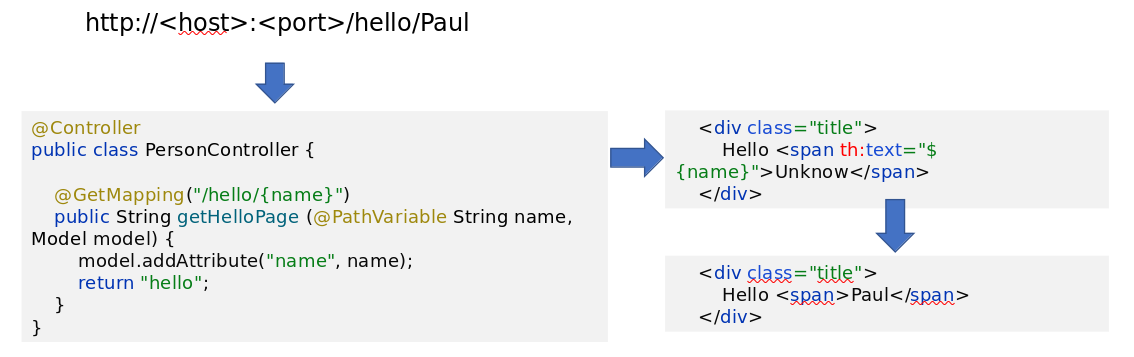 http://<host>:<port>/hello/Paul
@Controller
public class PersonController {
@GetMapping("/hello/{name}")
public String getHelloPage (@PathVariable String name,
Model model) {
model.addAttribute("name", name);
return "hello";
}
}
<div class="title">
Hello <span th:text="$
{name}">Unknow</span>
</div>
<div class="title">
Hello <span>Paul</span>
</div>